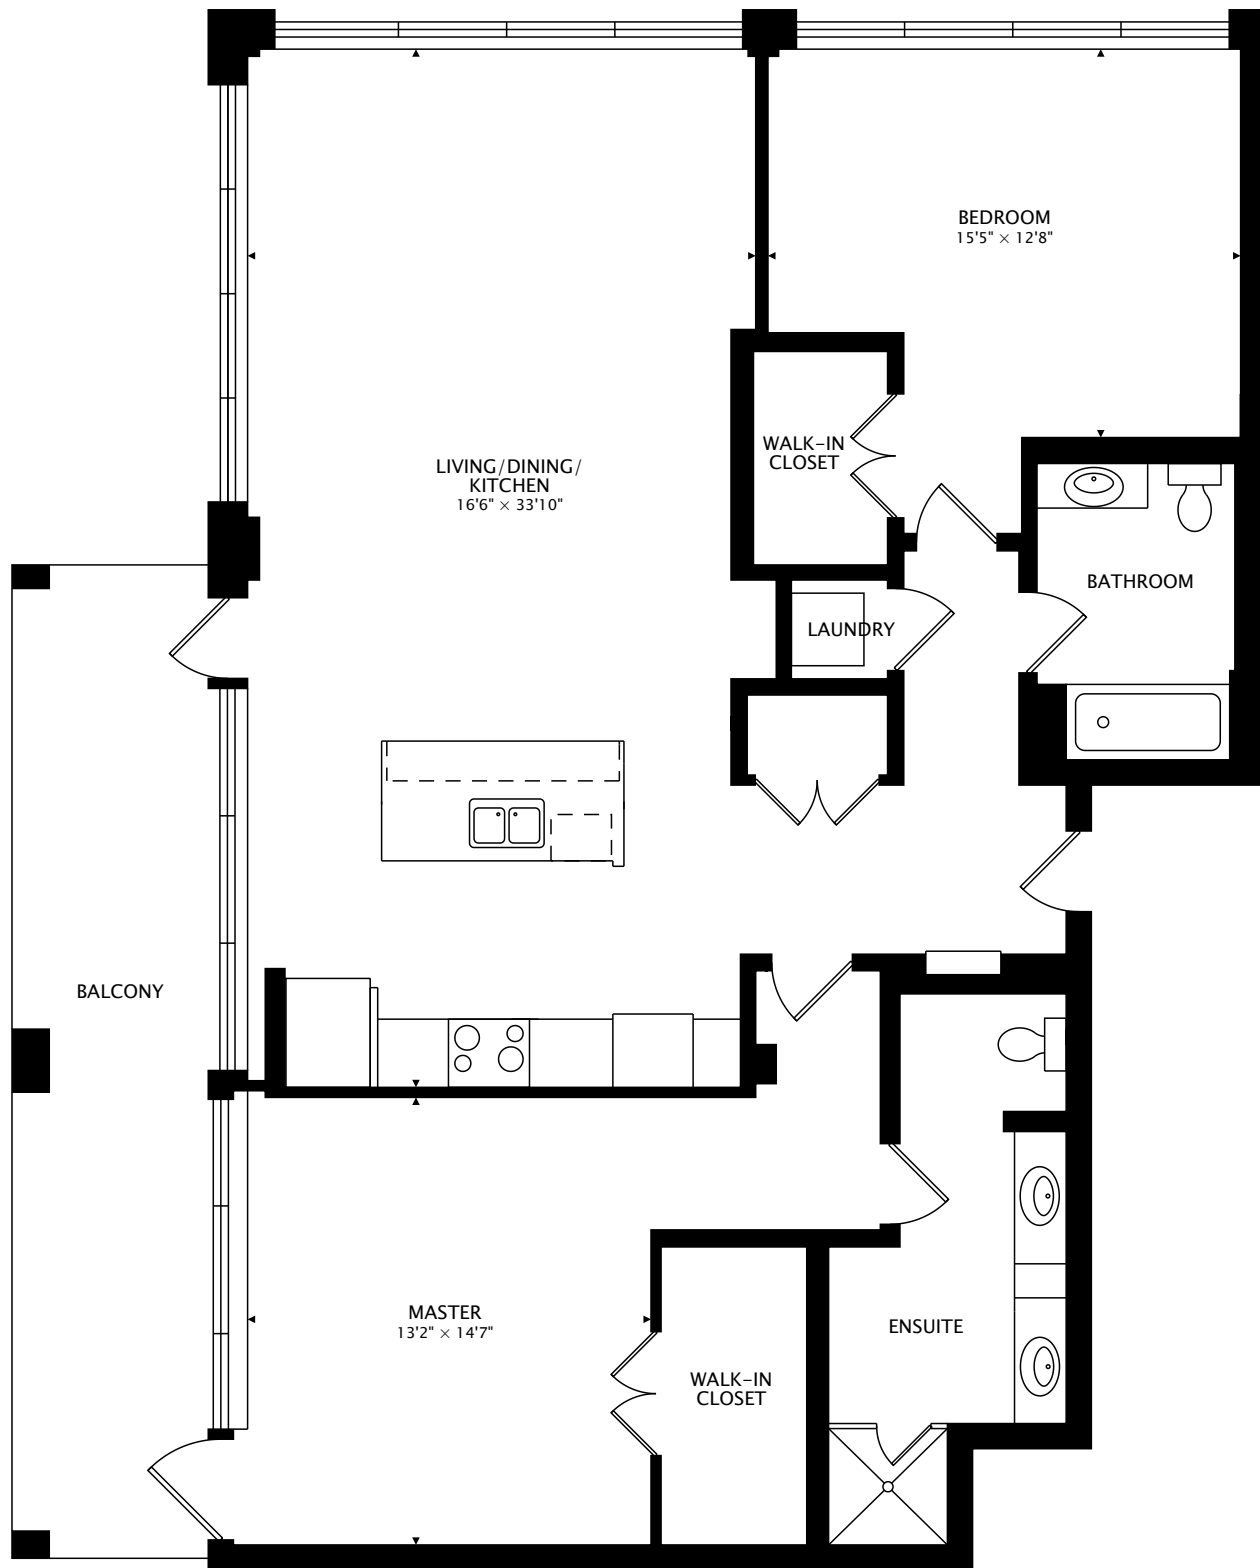 BEDROOM
15'5" × 12'8"
WALK-IN
CLOSET
LIVING/DINING/
KITCHEN
16'6" × 33'10"
BATHROOM
LAUNDRY
BALCONY
MASTER
13'2" × 14'7"
ENSUITE
WALK-IN
CLOSET